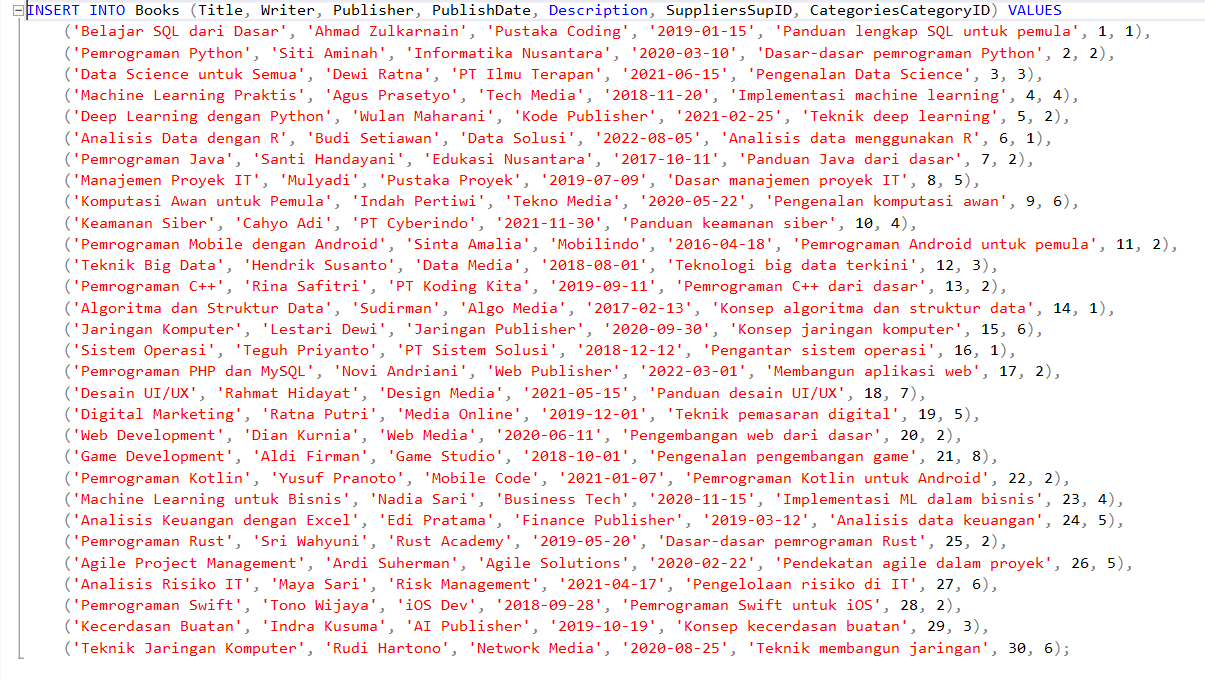 INSERT INTO Books (Title, Writer, Publisher, PublishDate, Description, SuppliersSupID, CategoriesCategoryID) VALUES
('Belajar SQL dari Dasar', 'Ahmad Zulkarnain', 'Pustaka Coding', '2019-01-15', 'Panduan lengkap SQL untuk pemula', 1, 1),
('Pemrograman Python', 'Siti Aminah', 'Informatika Nusantara', '2020-03-10', 'Dasar-dasar pemrograman Python', 2, 2),
('Data Science untuk Semua', 'Dewi Ratna', 'PT Ilmu Terapan', '2021-06-15', 'Pengenalan Data Science', 3, 3),
('Machine Learning Praktis', 'Agus Prasetyo', 'Tech Media', '2018-11-20', 'Implementasi machine learning', 4, 4),
('Deep Learning dengan Python', 'Wulan Maharani', 'Kode Publisher', '2021-02-25', 'Teknik deep learning', 5, 2),
('Analisis Data dengan R', 'Budi Setiawan', 'Data Solusi', '2022-08-05', 'Analisis data menggunakan R', 6, 1),
('Pemrograman Java', 'Santi Handayani', 'Edukasi Nusantara', '2017-10-11', 'Panduan Java dari dasar', 7, 2),
('Manajemen Proyek IT', 'Mulyadi', 'Pustaka Proyek', '2019-07-09', 'Dasar manajemen proyek IT', 8, 5),
('Komputasi Awan untuk Pemula', 'Indah Pertiwi', 'Tekno Media', '2020-05-22', 'Pengenalan komputasi awan', 9, 6),
('Keamanan Siber', 'Cahyo Adi', 'PT Cyberindo', '2021-11-30', 'Panduan keamanan siber', 10, 4),
('Pemrograman Mobile dengan Android', 'Sinta Amalia', 'Mobilindo', '2016-04-18', 'Pemrograman Android untuk pemula', 11, 2),
('Teknik Big Data', 'Hendrik Susanto', 'Data Media', '2018-08-01', 'Teknologi big data terkini', 12, 3),
('Pemrograman C++', 'Rina Safitri', 'PT Koding Kita', '2019-09-11', 'Pemrograman C++ dari dasar', 13, 2),
('Algoritma dan Struktur Data', 'Sudirman', 'Algo Media', '2017-02-13', 'Konsep algoritma dan struktur data', 14, 1),
('Jaringan Komputer', 'Lestari Dewi', 'Jaringan Publisher', '2020-09-30', 'Konsep jaringan komputer', 15, 6),
('Sistem Operasi', 'Teguh Priyanto', 'PT Sistem Solusi', '2018-12-12', 'Pengantar sistem operasi', 16, 1),
('Pemrograman PHP dan MySQL', 'Novi Andriani', 'Web Publisher', '2022-03-01', 'Membangun aplikasi web', 17, 2),
('Desain UI/UX', 'Rahmat Hidayat', 'Design Media', '2021-05-15', 'Panduan desain UI/UX', 18, 7),
('Digital Marketing', 'Ratna Putri', 'Media Online', '2019-12-01', 'Teknik pemasaran digital', 19, 5),
('Web Development', 'Dian Kurnia', 'Web Media', '2020-06-11', 'Pengembangan web dari dasar', 20, 2),
('Game Development', 'Aldi Firman', 'Game Studio', '2018-10-01', 'Pengenalan pengembangan game', 21, 8),
('Pemrograman Kotlin', 'Yusuf Pranoto', 'Mobile Code', '2021-01-07', 'Pemrograman Kotlin untuk Android', 22, 2),
('Machine Learning untuk Bisnis', 'Nadia Sari', 'Business Tech', '2020-11-15', 'Implementasi ML dalam bisnis', 23, 4),
('Analisis Keuangan dengan Excel', 'Edi Pratama', 'Finance Publisher', '2019-03-12', 'Analisis data keuangan', 24, 5),
('Pemrograman Rust', 'Sri Wahyuni', 'Rust Academy', '2019-05-20', 'Dasar-dasar pemrograman Rust', 25, 2),
('Agile Project Management', 'Ardi Suherman', 'Agile Solutions', '2020-02-22', 'Pendekatan agile dalam proyek', 26, 5),
('Analisis Risiko IT', 'Maya Sari', 'Risk Management', '2021-04-17', 'Pengelolaan risiko di IT', 27, 6),
('Pemrograman Swift', 'Tono Wijaya', 'iOS Dev', '2018-09-28', 'Pemrograman Swift untuk iOS', 28, 2),
('Kecerdasan Buatan', 'Indra Kusuma', 'AI Publisher', '2019-10-19', 'Konsep kecerdasan buatan', 29, 3),
('Teknik Jaringan Komputer', 'Rudi Hartono', 'Network Media', '2020-08-25', 'Teknik membangun jaringan', 30, 6);